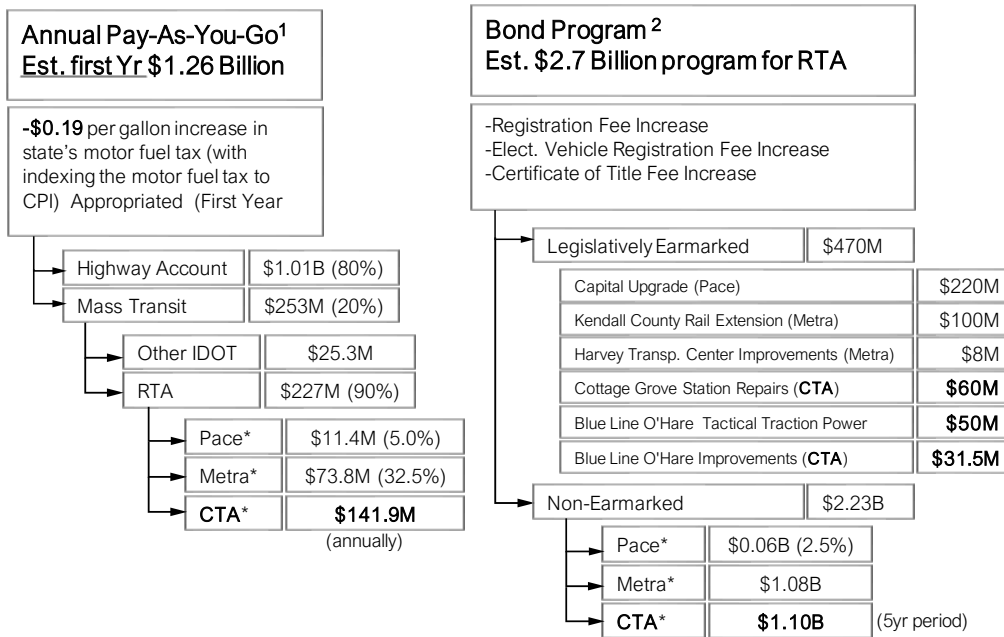 Annual Pay-As-You-Go¹
Est. first Yr $1.26 Billion
-$0.19 per gallon increase in
state's motor fuel tax (with
indexing the motor fuel tax to
CPI) Appropriated (First Year
Highway Account $1.01B (80%)
Mass Transit $253M (20%)
Other IDOT $25.3M
RTA $227M (90%)
Pace* $11.4M (5.0%)
Metra* $73.8M (32.5%)
CTA* $141.9M
(annually)
Bond Program ²
Est. $2.7 Billion program for RTA
-Registration Fee Increase
-Elect. Vehicle Registration Fee Increase
-Certificate of Title Fee Increase
Legislatively Earmarked $470M
Capital Upgrade (Pace) $220M
Kendall County Rail Extension (Metra) $100M
Harvey Transp. Center Improvements (Metra) $8M
Cottage Grove Station Repairs (CTA) $60M
Blue Line O'Hare Tactical Traction Power $50M
Blue Line O'Hare Improvements (CTA) $31.5M
Non-Earmarked $2.23B
Pace* $0.06B (2.5%)
Metra* $1.08B
CTA* $1.10B (5yr period)